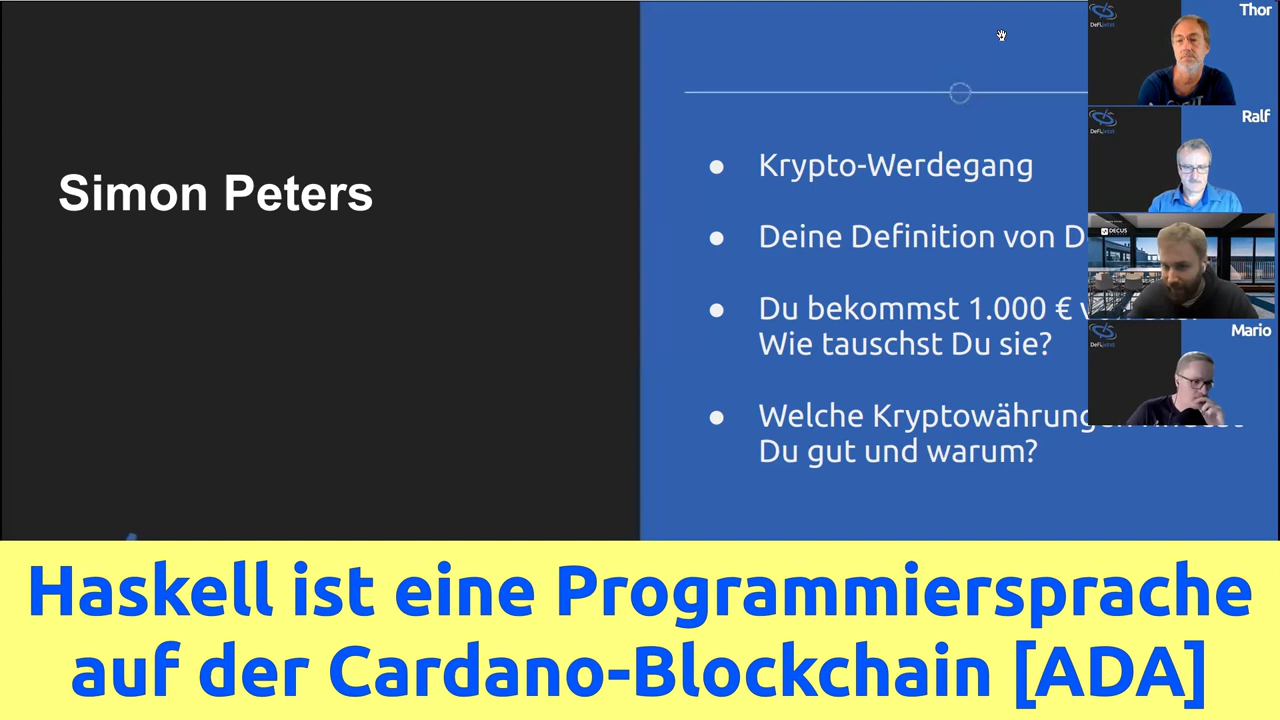 Simon Peters
Krypto-Werdegang
Deine Definition von D
Du bekommst 1.000 €
Wie tauschst Du sie?
Welche Kryptowährung
Du gut und warum?
Thor
Ralf
DECUS
Mario
Haskell ist eine Programmiersprache
auf der Cardano-Blockchain [ADA]